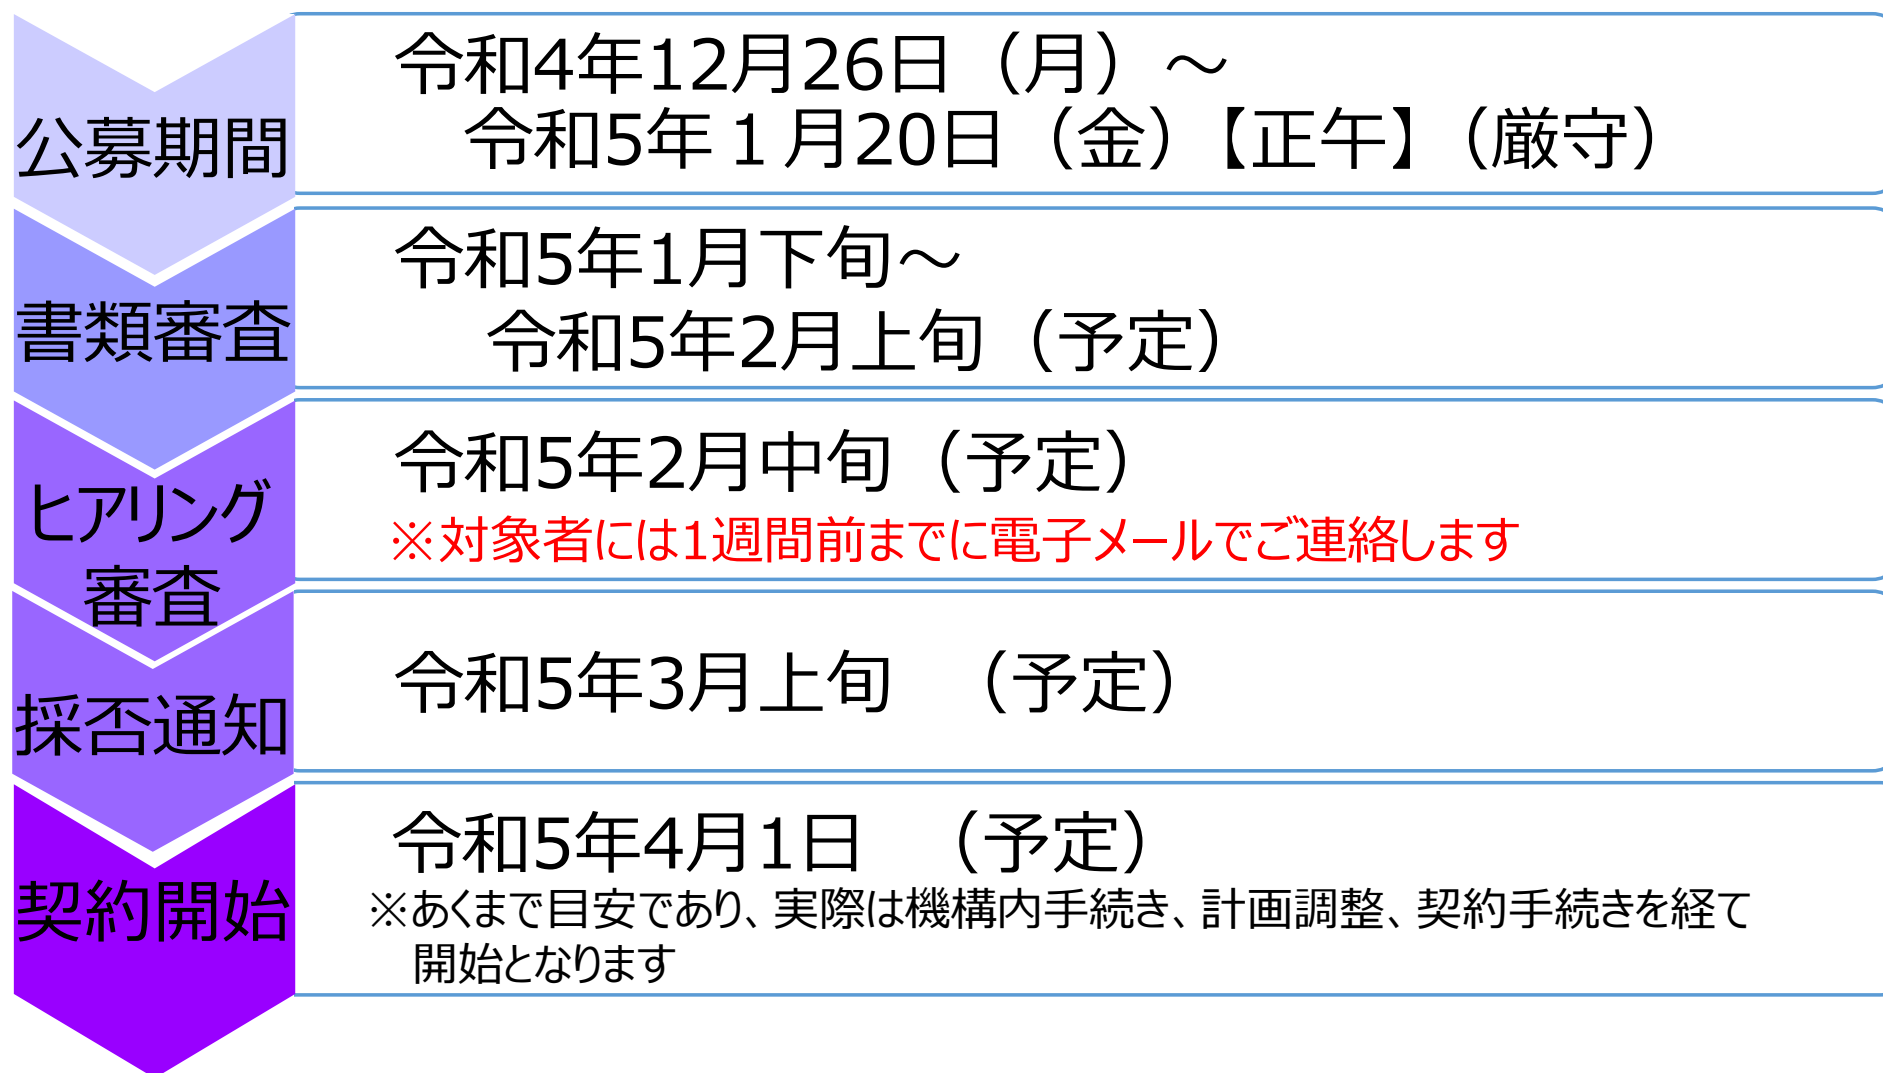 公募期間
令和4年12月26日（月）～
令和5年１月20日（金）【正午】（厳守）
書類審査
令和5年1月下旬～
令和5年2月上旬（予定）
ヒアリング
審査
令和5年2月中旬（予定）
※対象者には1週間前までに電子メールでご連絡します
採否通知
令和5年3月上旬　（予定）
契約開始
令和5年4月1日　（予定）
※あくまで目安であり、実際は機構内手続き、計画調整、契約手続きを経て
開始となります